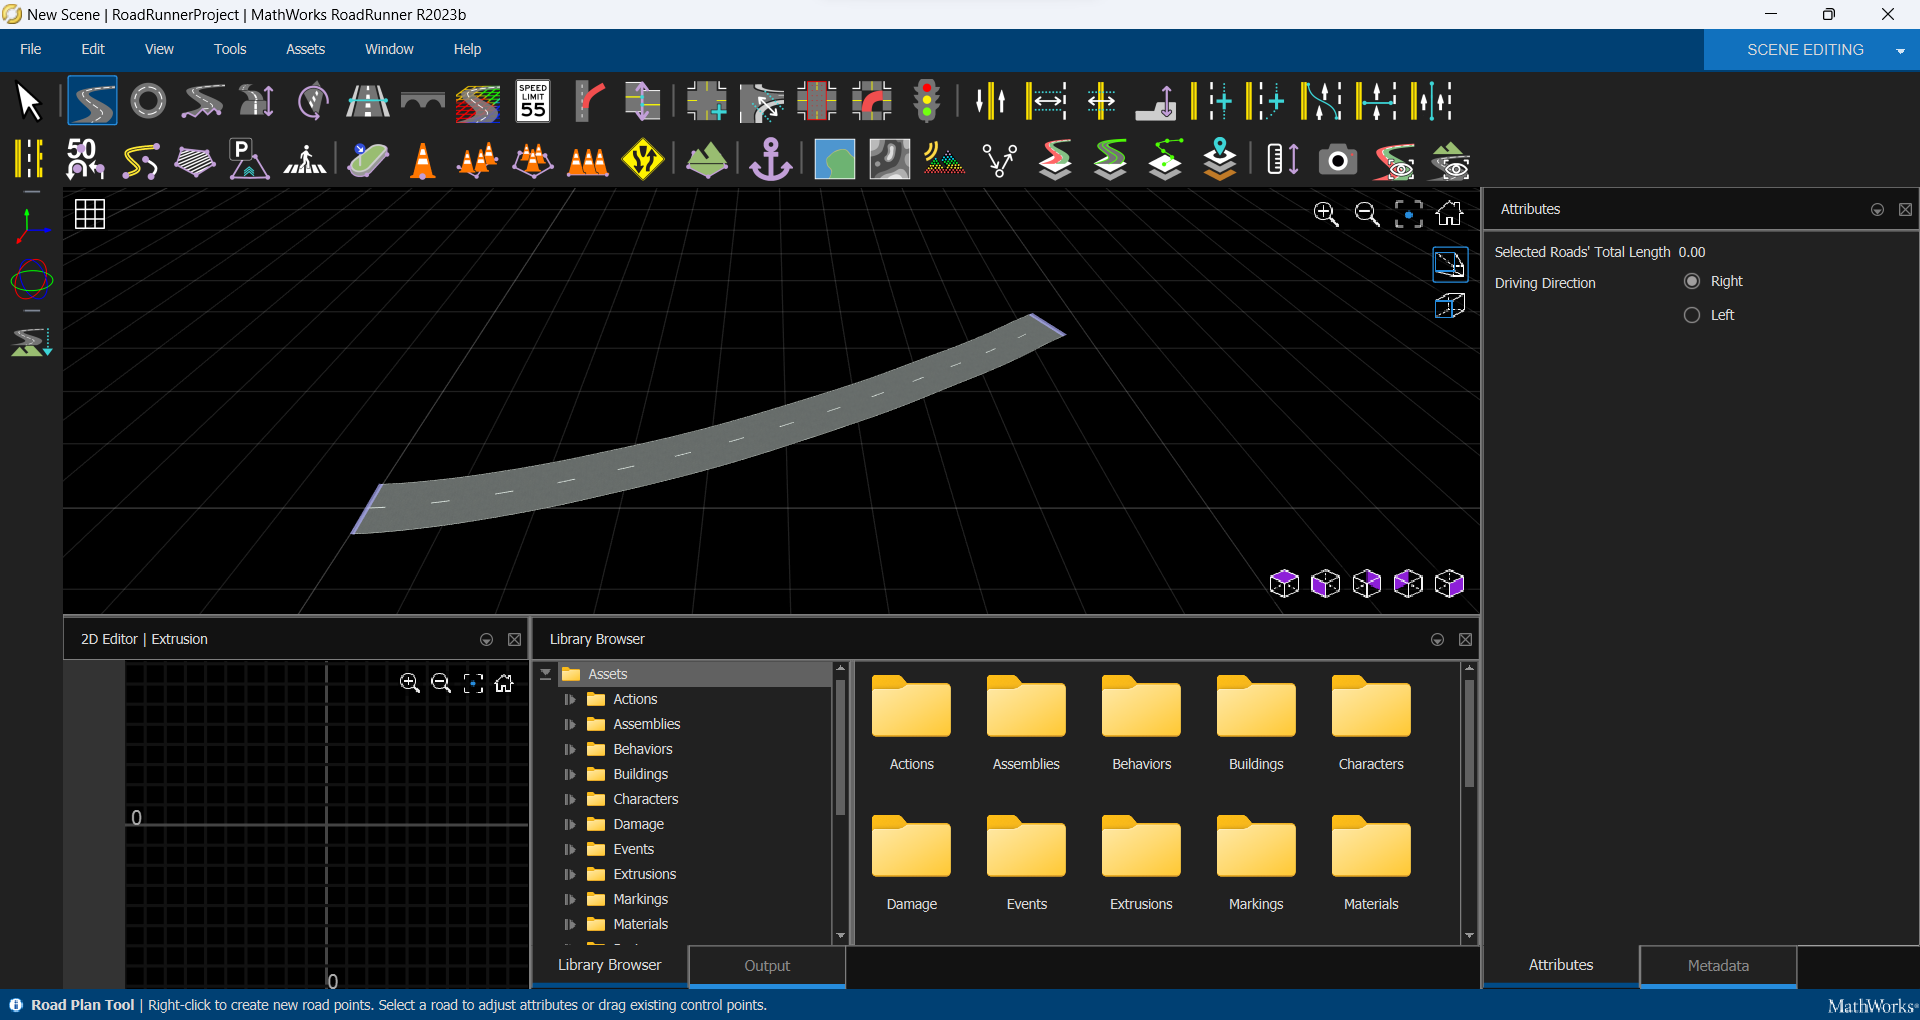 New Scene | RoadRunnerProject | MathWorks RoadRunner R2023b
File Edit View Tools Assets Window Help SCENE EDITING
SPEED LIMIT 55
50
P
Attributes
Selected Roads' Total Length 0.00
Driving Direction Right
Left
2D Editor | Extrusion
0
0
Library Browser
Assets
Actions
Assemblies
Behaviors
Buildings
Characters
Damage
Events
Extrusions
Markings
Materials
Actions Assemblies Behaviors Buildings Characters
Damage Events Extrusions Markings Materials
Library Browser Output
Attributes Metadata
Road Plan Tool | Right-click to create new road points. Select a road to adjust attributes or drag existing control points.
MathWorks®